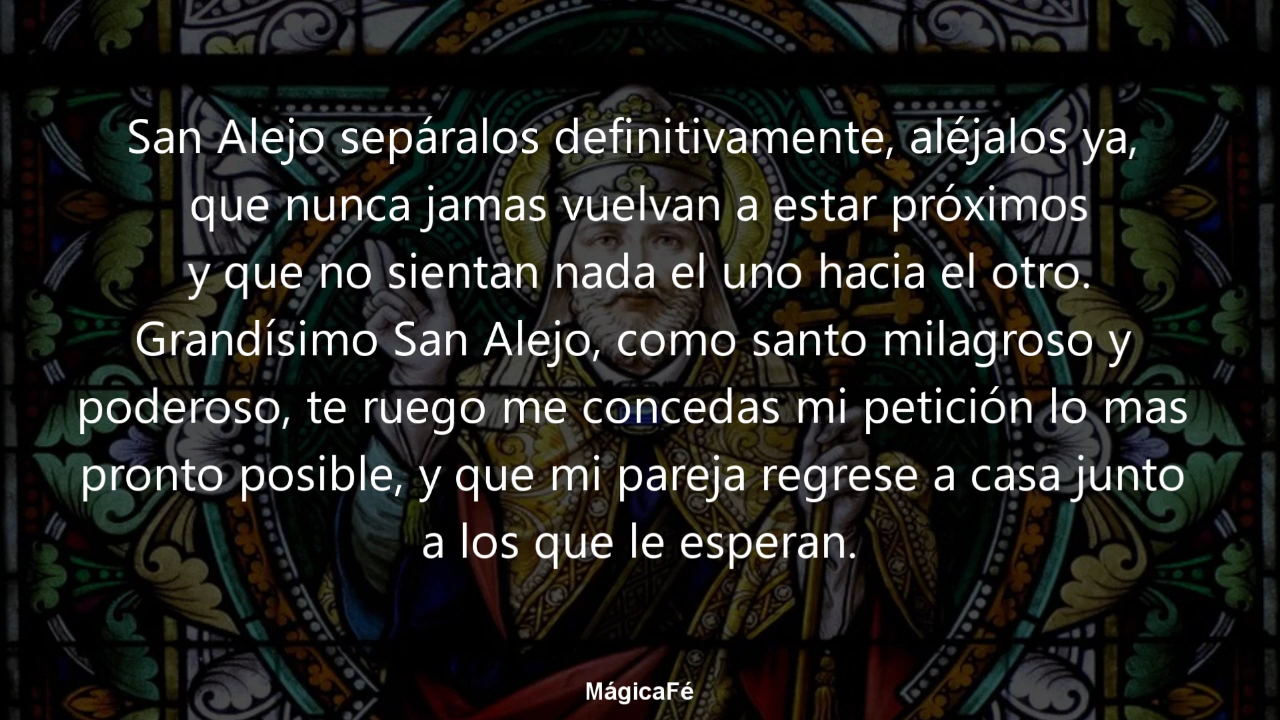 San Alejo sepáralos definitivamente, aléjalos ya,
que nunca jamas vuelvan a estar próximos
y que no sientan nada el uno hacia el otro.
Grandísimo San Alejo, como santo milagroso y
poderoso, te ruego me concedas mi petición lo mas
pronto posible, y que mi pareja regrese a casa junto
a los que le esperan.
MágicaFé